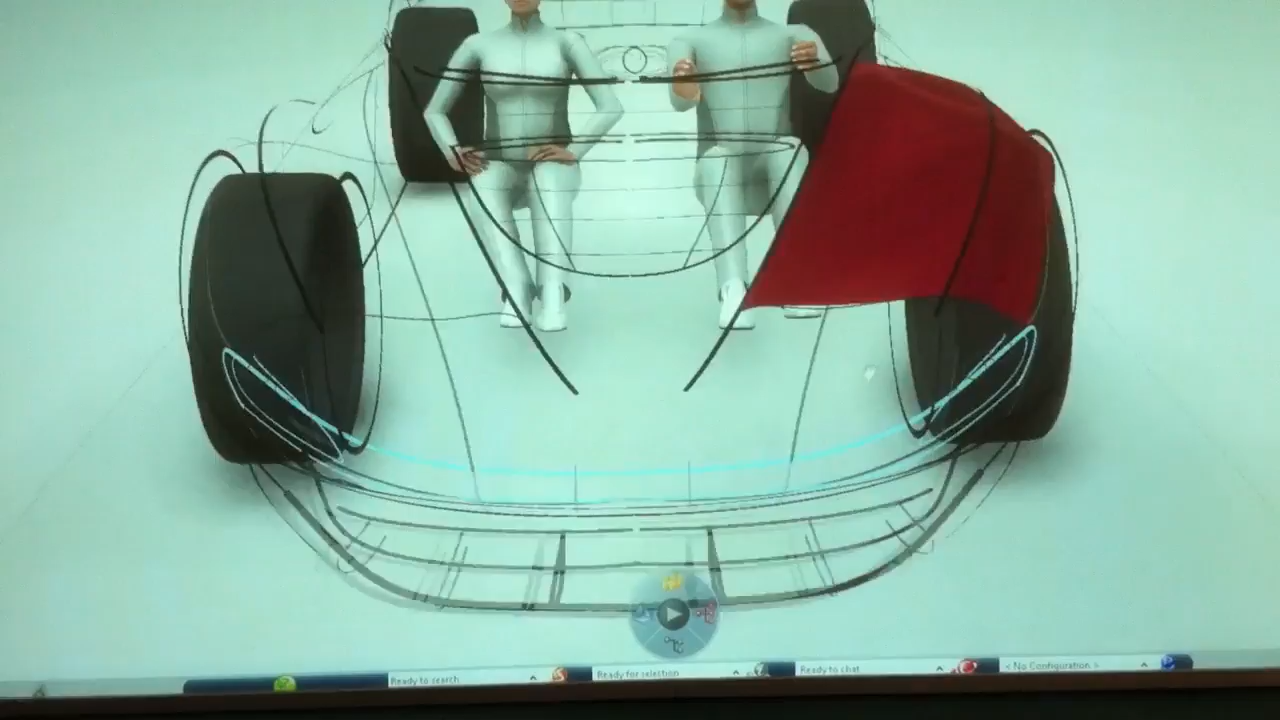 Ready to search
Ready for selection
Ready to chat
< No Configuration >